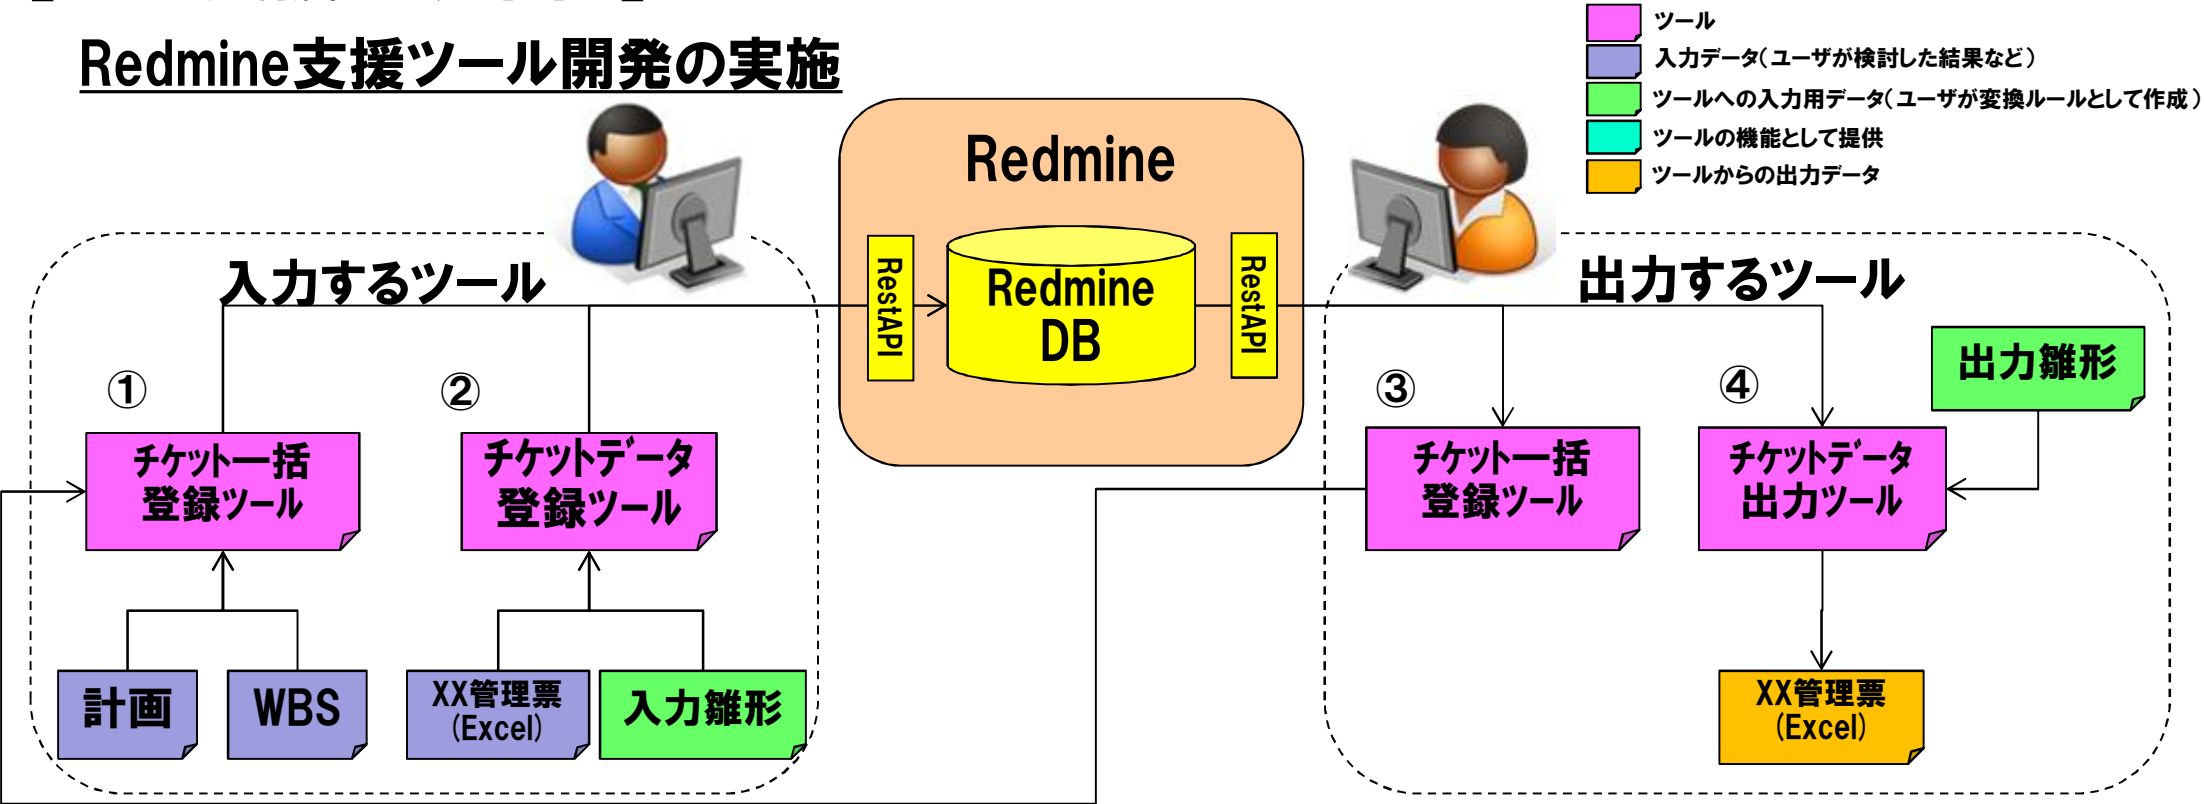 Redmine支援ツール開発の実施
ツール
入力データ(ユーザが検討した結果など)
ツールへの入力用データ(ユーザが変換ルールとして作成)
ツールの機能として提供
ツールからの出力データ
Redmine
RestAPI
Redmine
DB
RestAPI
入力するツール
①
チケット一括
登録ツール
②
チケットデータ
登録ツール
計画
WBS
XX管理票
(Excel)
入力雛形
出力するツール
③
チケット一括
登録ツール
④
チケットデータ
出力ツール
出力雛形
XX管理票
(Excel)